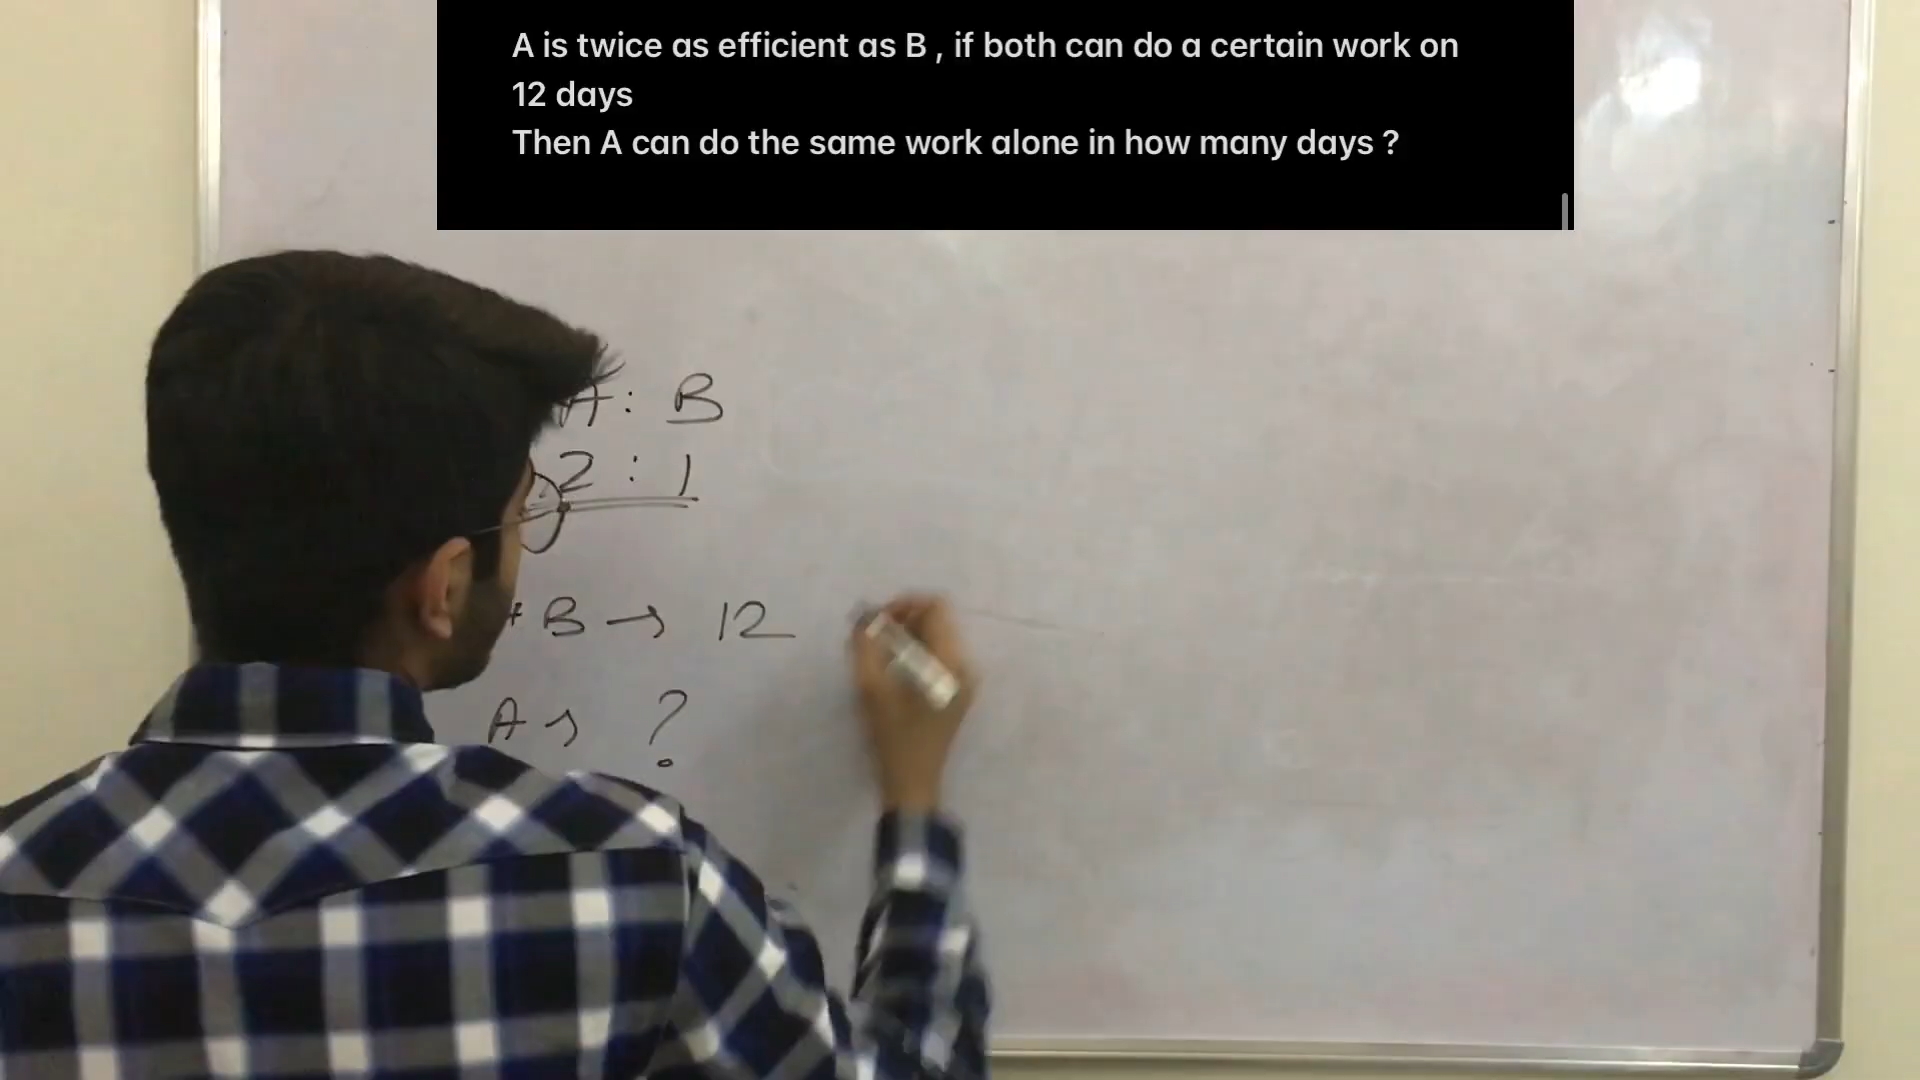 A is twice as efficient as B , if both can do a certain work on
12 days
Then A can do the same work alone in how many days ?
A : B
2 : 1
+ B → 12
A → ?